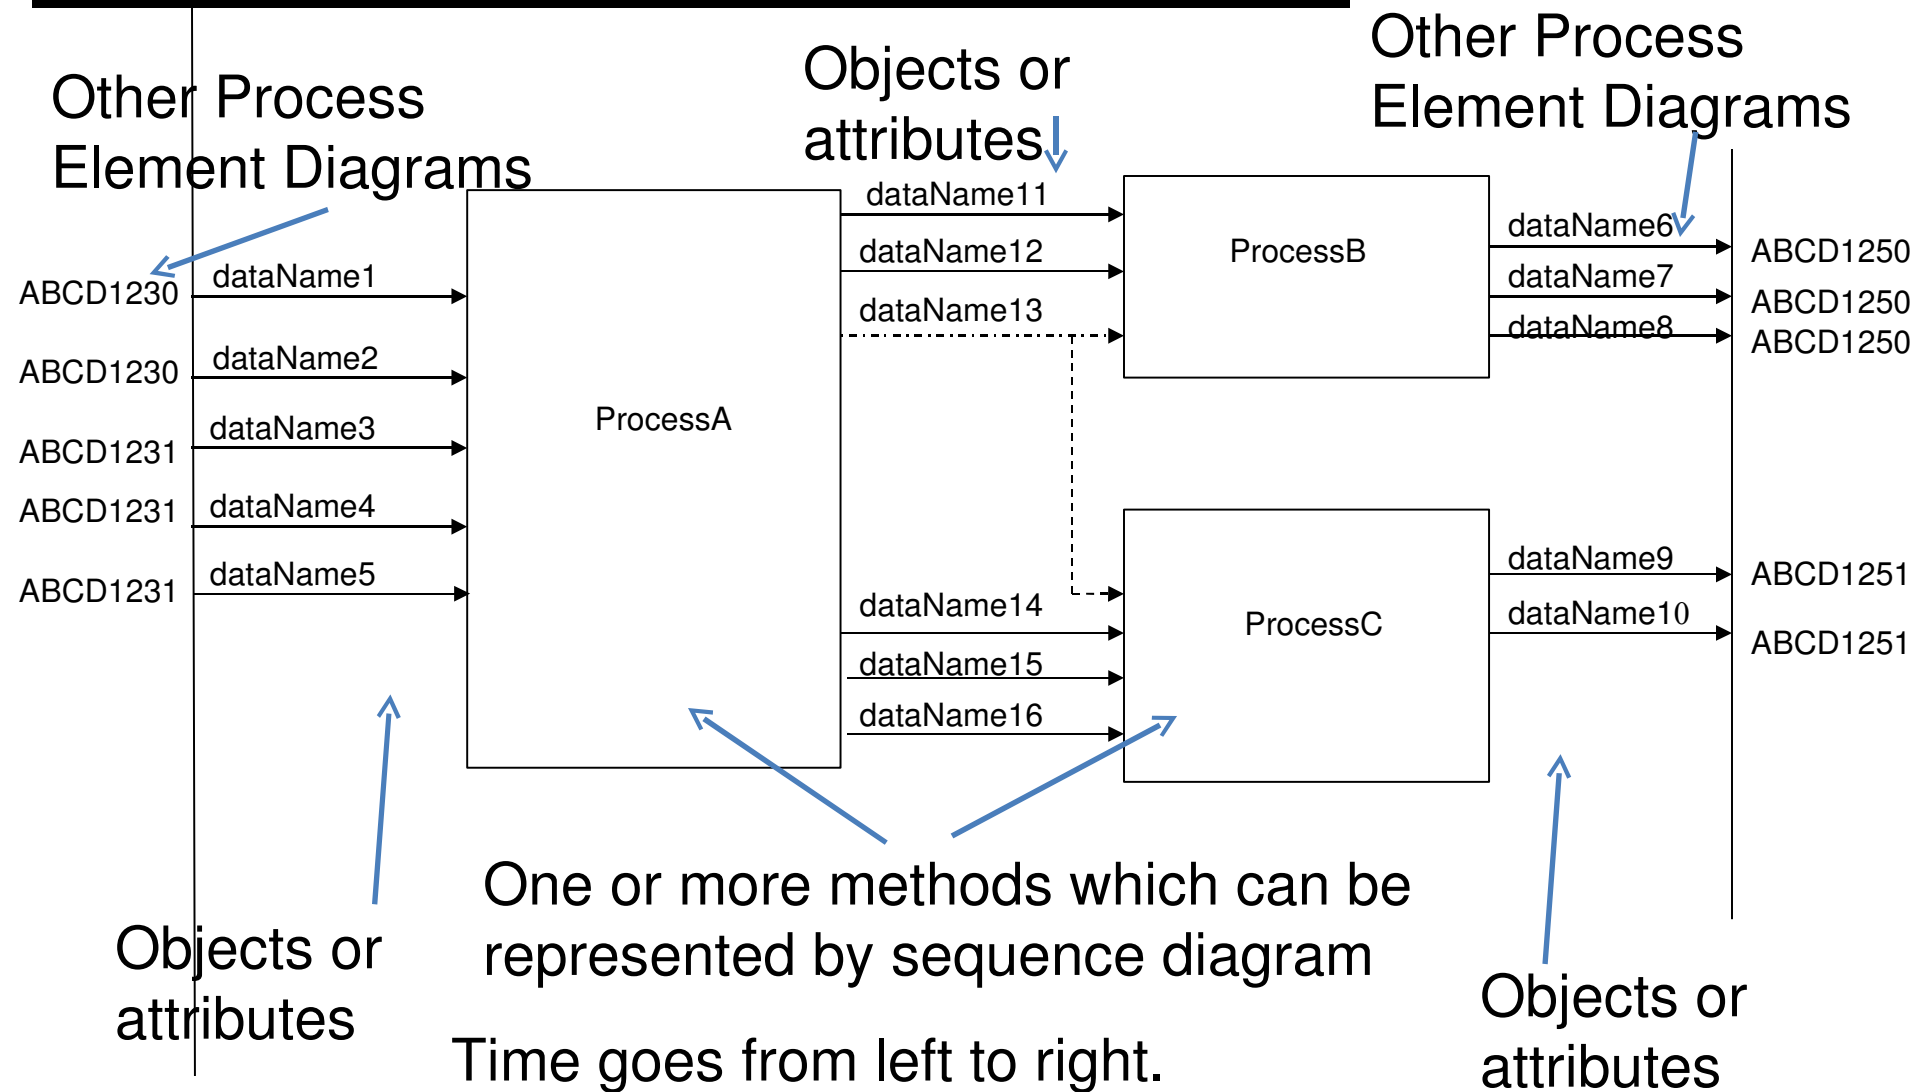 Other Process
Element Diagrams
Objects or
attributes
Other Process
Element Diagrams
ABCD1230
dataName1
ABCD1230
dataName2
ABCD1231
dataName3
ABCD1231
dataName4
ABCD1231
dataName5
ProcessA
dataName11
dataName12
dataName13
dataName14
dataName15
dataName16
ProcessB
ProcessC
dataName6
ABCD1250
dataName7
ABCD1250
dataName8
ABCD1250
dataName9
ABCD1251
dataName10
ABCD1251
Objects or
attributes
One or more methods which can be
represented by sequence diagram
Time goes from left to right.
Objects or
attributes